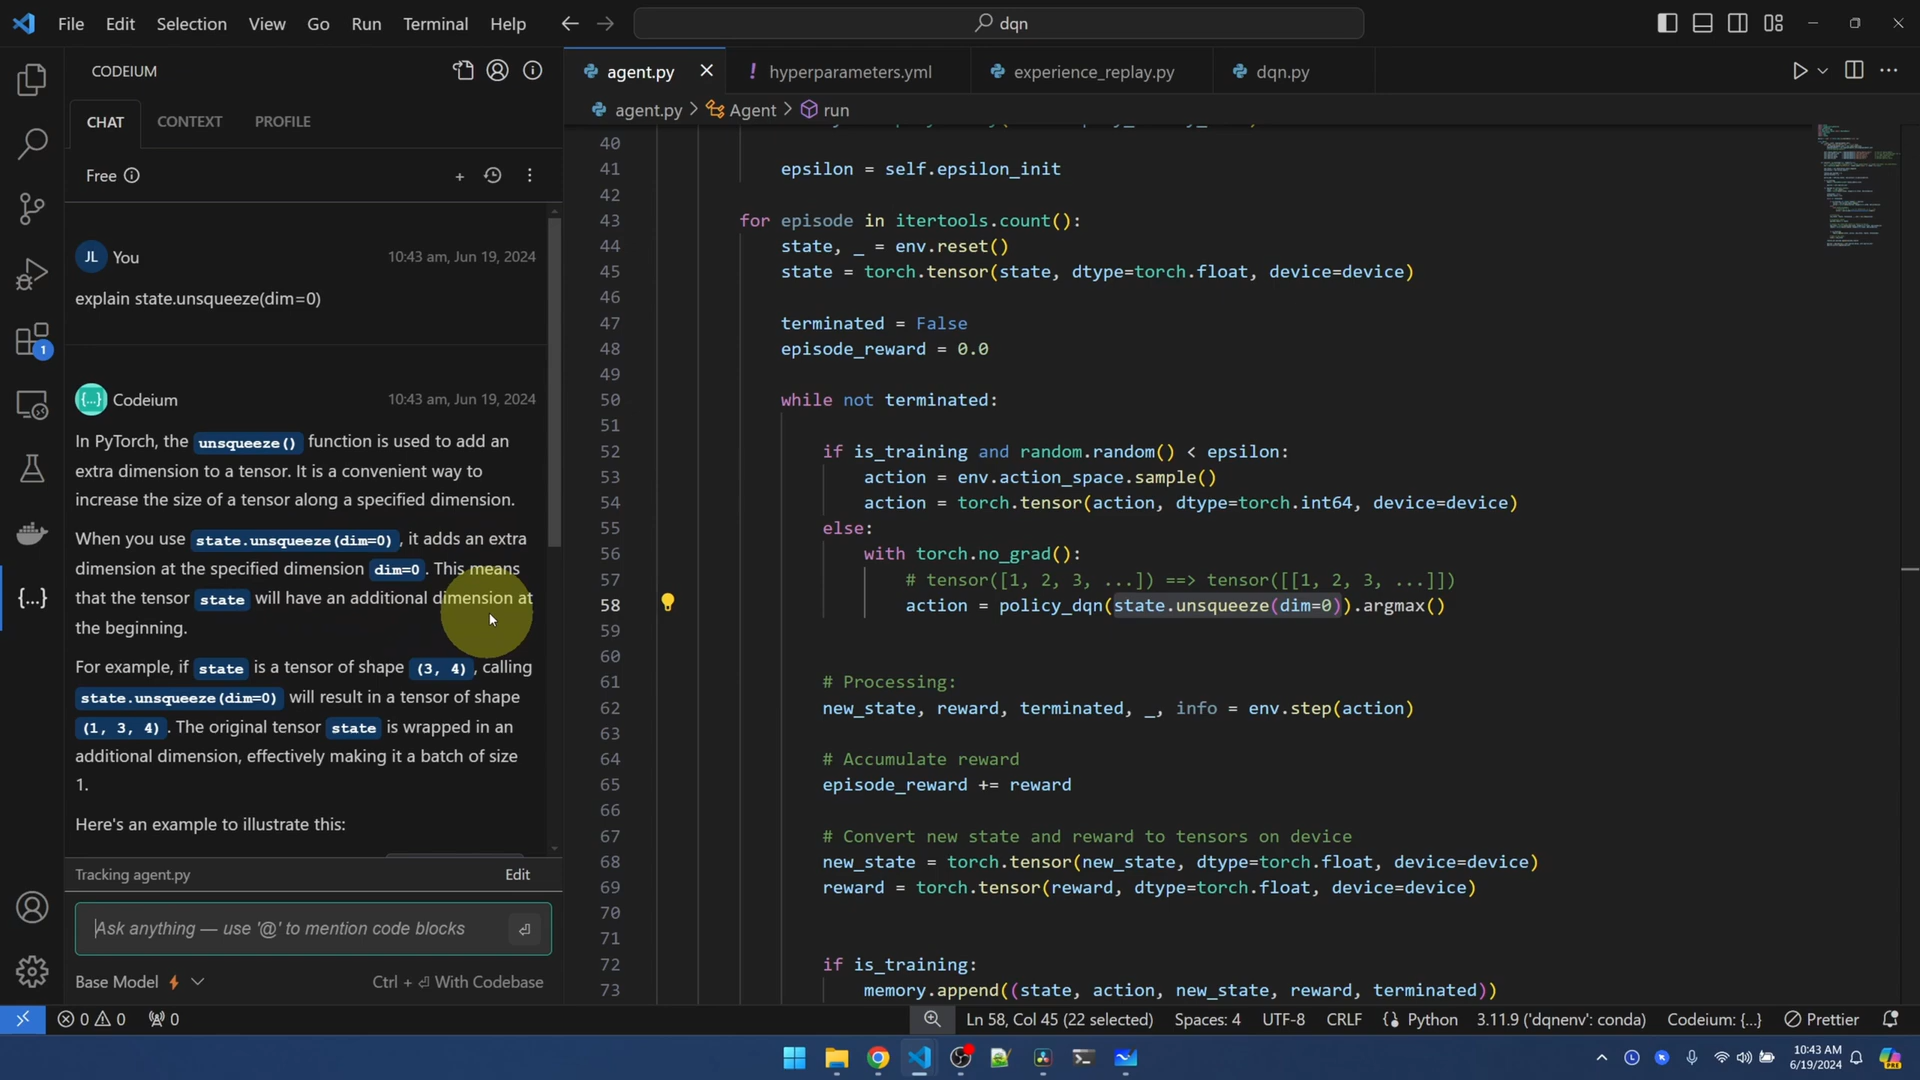 File Edit Selection View Go Run Terminal Help
dqn
CODEIUM
CHAT CONTEXT PROFILE
Free
JL You 10:43 am, Jun 19, 2024
explain state.unsqueeze(dim=0)
{...} Codeium 10:43 am, Jun 19, 2024
In PyTorch, the unsqueeze() function is used to add an
extra dimension to a tensor. It is a convenient way to
increase the size of a tensor along a specified dimension.
When you use state.unsqueeze(dim=0), it adds an extra
dimension at the specified dimension dim=0. This means
that the tensor state will have an additional dimension at
the beginning.
For example, if state is a tensor of shape (3, 4), calling
state.unsqueeze(dim=0) will result in a tensor of shape
(1, 3, 4). The original tensor state is wrapped in an
additional dimension, effectively making it a batch of size
1.
Here's an example to illustrate this:
Tracking agent.py Edit
Ask anything — use '@' to mention code blocks
Base Model Ctrl + ⏎ With Codebase
1
{...}
agent.py ! hyperparameters.yml experience_replay.py dqn.py
agent.py > Agent > run
40
41 epsilon = self.epsilon_init
42
43 for episode in itertools.count():
44 state, _ = env.reset()
45 state = torch.tensor(state, dtype=torch.float, device=device)
46
47 terminated = False
48 episode_reward = 0.0
49
50 while not terminated:
51
52 if is_training and random.random() < epsilon:
53 action = env.action_space.sample()
54 action = torch.tensor(action, dtype=torch.int64, device=device)
55 else:
56 with torch.no_grad():
57 # tensor([1, 2, 3, ...]) ==> tensor([[1, 2, 3, ...]])
58 action = policy_dqn(state.unsqueeze(dim=0)).argmax()
59
60
61 # Processing:
62 new_state, reward, terminated, _, info = env.step(action)
63
64 # Accumulate reward
65 episode_reward += reward
66
67 # Convert new state and reward to tensors on device
68 new_state = torch.tensor(new_state, dtype=torch.float, device=device)
69 reward = torch.tensor(reward, dtype=torch.float, device=device)
70
71
72 if is_training:
73 memory.append((state, action, new_state, reward, terminated))
0 0 0 Ln 58, Col 45 (22 selected) Spaces: 4 UTF-8 CRLF Python 3.11.9 ('dqnenv': conda) Codeium: {...} Prettier
10:43 AM
6/19/2024